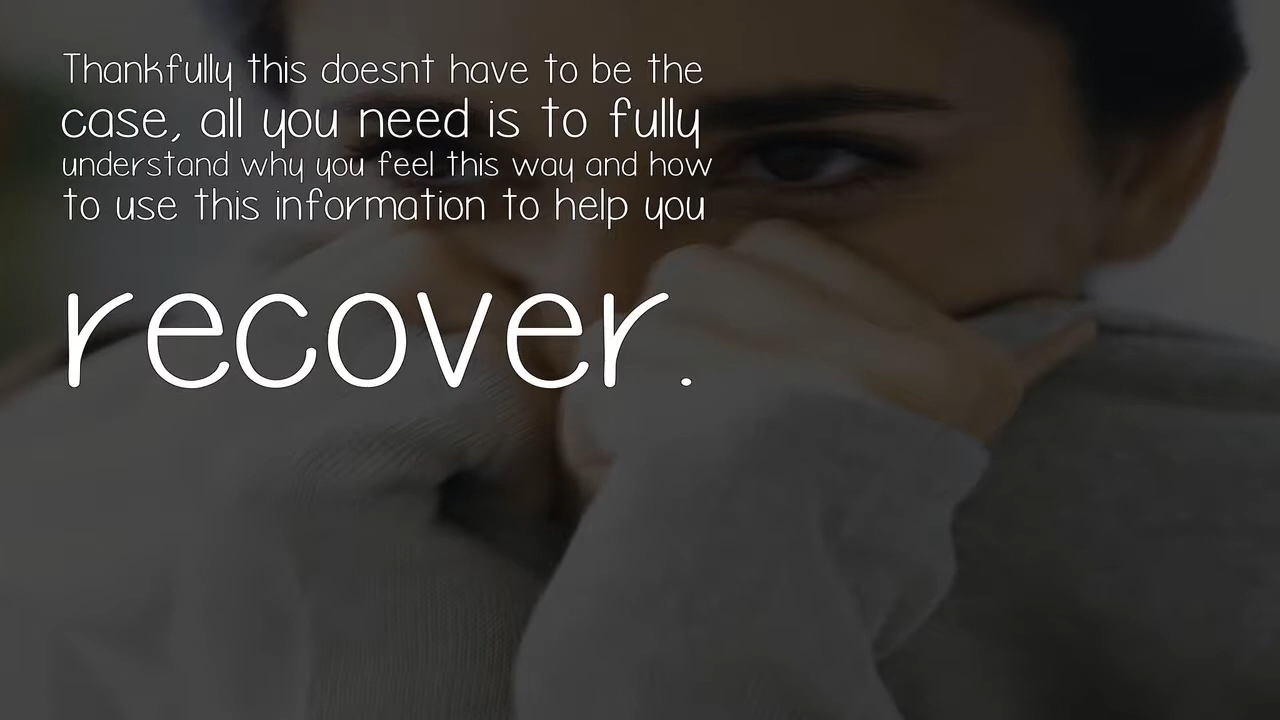 Thankfully this doesnt have to be the
case, all you need is to fully
understand why you feel this way and how
to use this information to help you
recover.